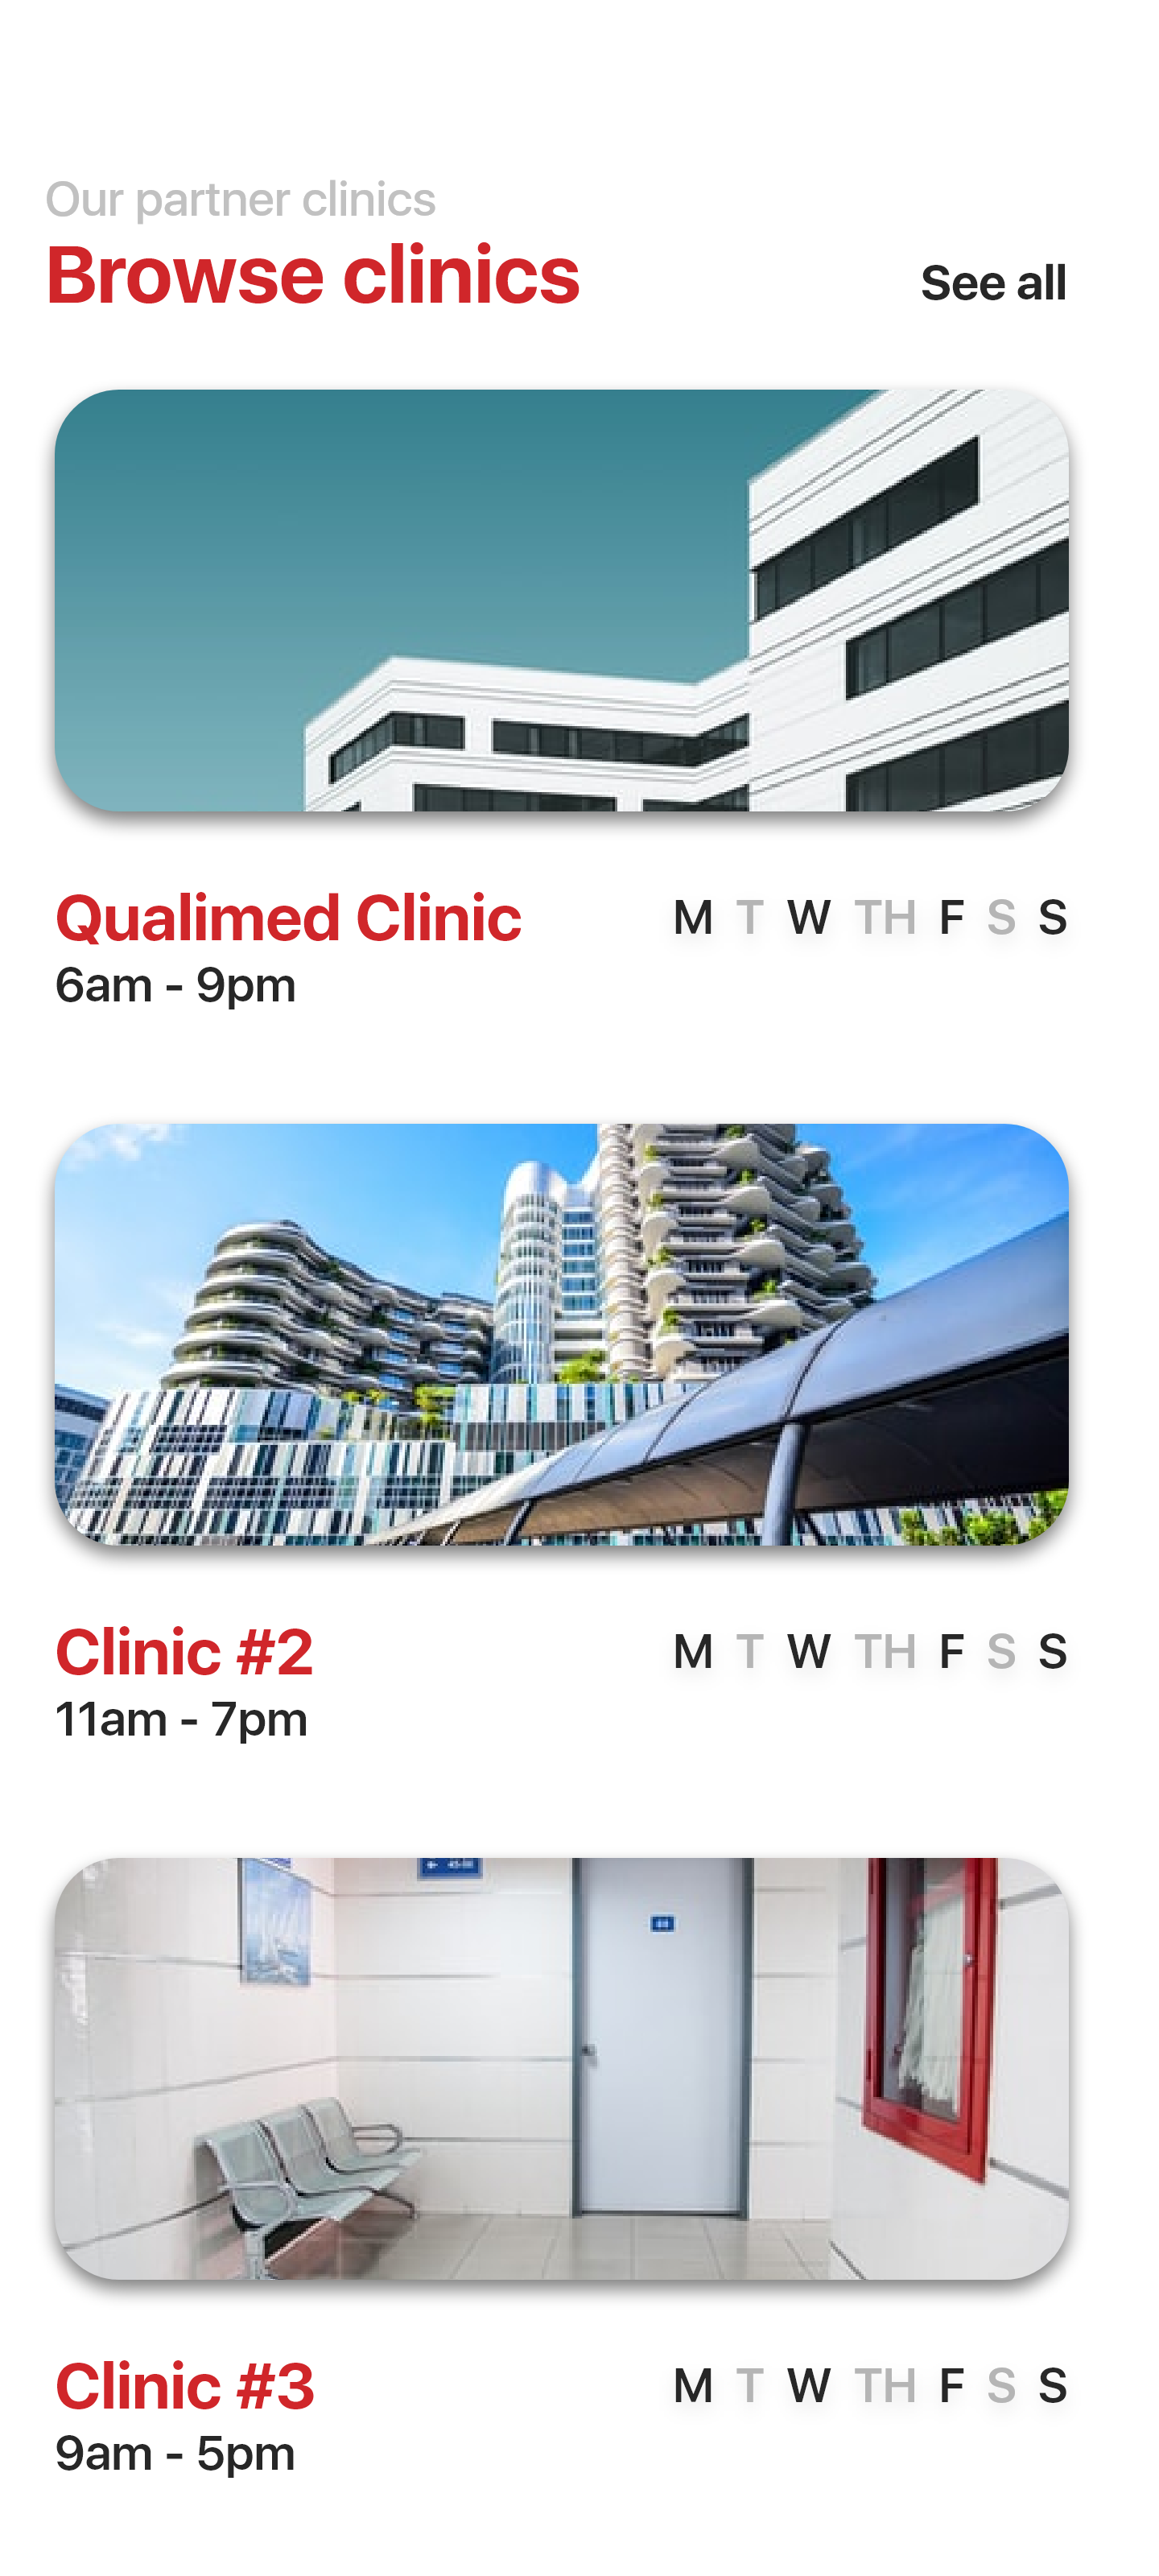 Our partner clinics
Browse clinics
See all
Qualimed Clinic
M T W TH F S S
6am - 9pm
Clinic #2
M T W TH F S S
11am - 7pm
Clinic #3
M T W TH F S S
9am - 5pm